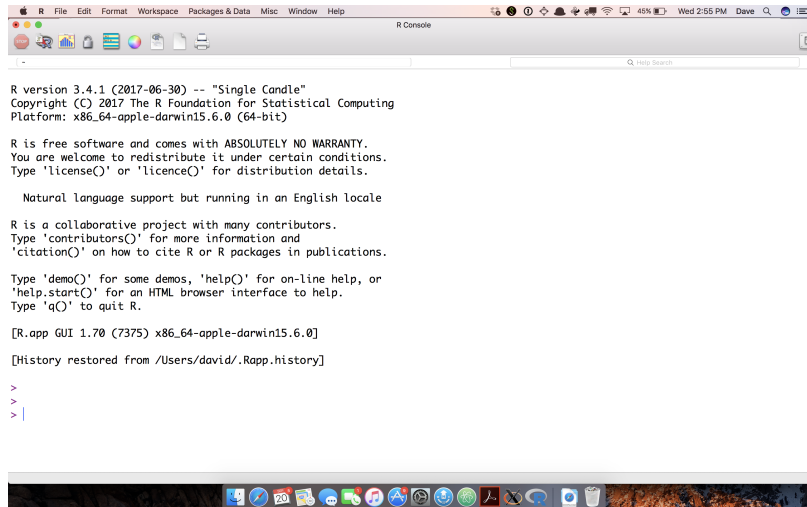 R File Edit Format Workspace Packages & Data Misc Window Help 45% Wed 2:55 PM Dave
R Console
STOP
Help Search
R version 3.4.1 (2017-06-30) -- "Single Candle"
Copyright (C) 2017 The R Foundation for Statistical Computing
Platform: x86_64-apple-darwin15.6.0 (64-bit)
R is free software and comes with ABSOLUTELY NO WARRANTY.
You are welcome to redistribute it under certain conditions.
Type 'license()' or 'licence()' for distribution details.
Natural language support but running in an English locale
R is a collaborative project with many contributors.
Type 'contributors()' for more information and
'citation()' on how to cite R or R packages in publications.
Type 'demo()' for some demos, 'help()' for on-line help, or
'help.start()' for an HTML browser interface to help.
Type 'q()' to quit R.
[R.app GUI 1.70 (7375) x86_64-apple-darwin15.6.0]
[History restored from /Users/david/.Rapp.history]
>
>
>
20